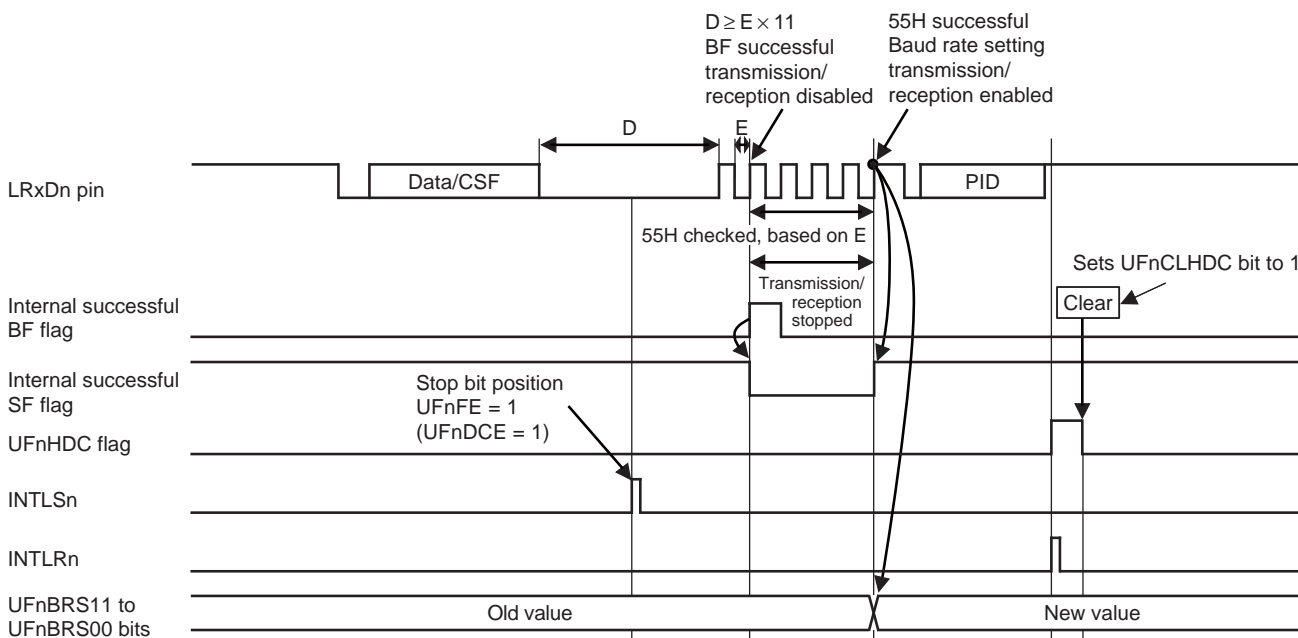 D ≥ E × 11
BF successful
transmission/
reception disabled
55H successful
Baud rate setting
transmission/
reception enabled
D
E
LRxDn pin
Data/CSF
PID
55H checked, based on E
Transmission/
reception
stopped
Sets UFnCLHDC bit to 1
Clear
Internal successful
BF flag
Internal successful
SF flag
Stop bit position
UFnFE = 1
(UFnDCE = 1)
UFnHDC flag
INTLSn
INTLRn
UFnBRS11 to
UFnBRS00 bits
Old value
New value